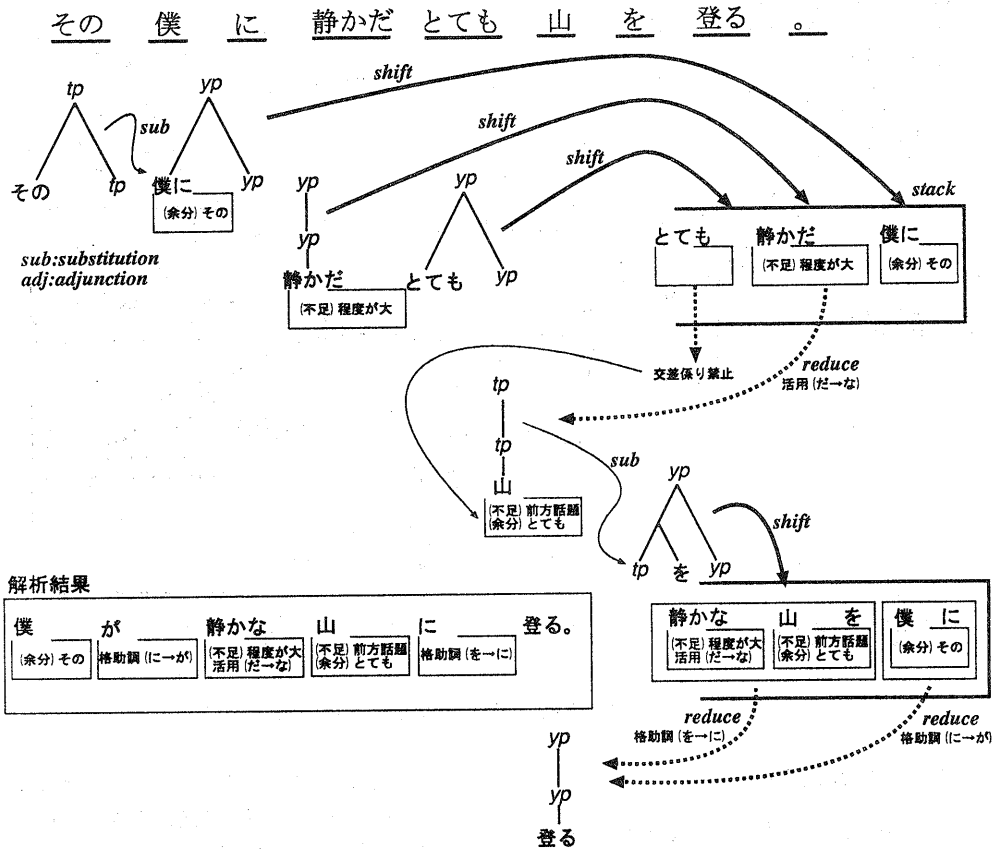 その 僕 に 静かだ とても 山 を 登る 。
tp
yp
shift
sub
shift
shift
その
tp
僕に
yp
(余分) その
yp
yp
静かだ
(不足) 程度が大
yp
とても
yp
stack
とても
静かだ
(不足) 程度が大
僕に
(余分) その
sub:substitution
adj:adjunction
交差係り禁止
reduce
活用 (だ→な)
tp
tp
山
(不足) 前方話題
(余分) とても
sub
yp
tp
を
yp
shift
解析結果
僕 が 静かな 山 に 登る。
(余分) その
格助詞 (に→が)
(不足) 程度が大
活用 (だ→な)
(不足) 前方話題
(余分) とても
格助詞 (を→に)
静かな 山 を 僕 に
(不足) 程度が大
活用 (だ→な)
(不足) 前方話題
(余分) とても
(余分) その
reduce
格助詞 (を→に)
reduce
格助詞 (に→が)
yp
yp
登る